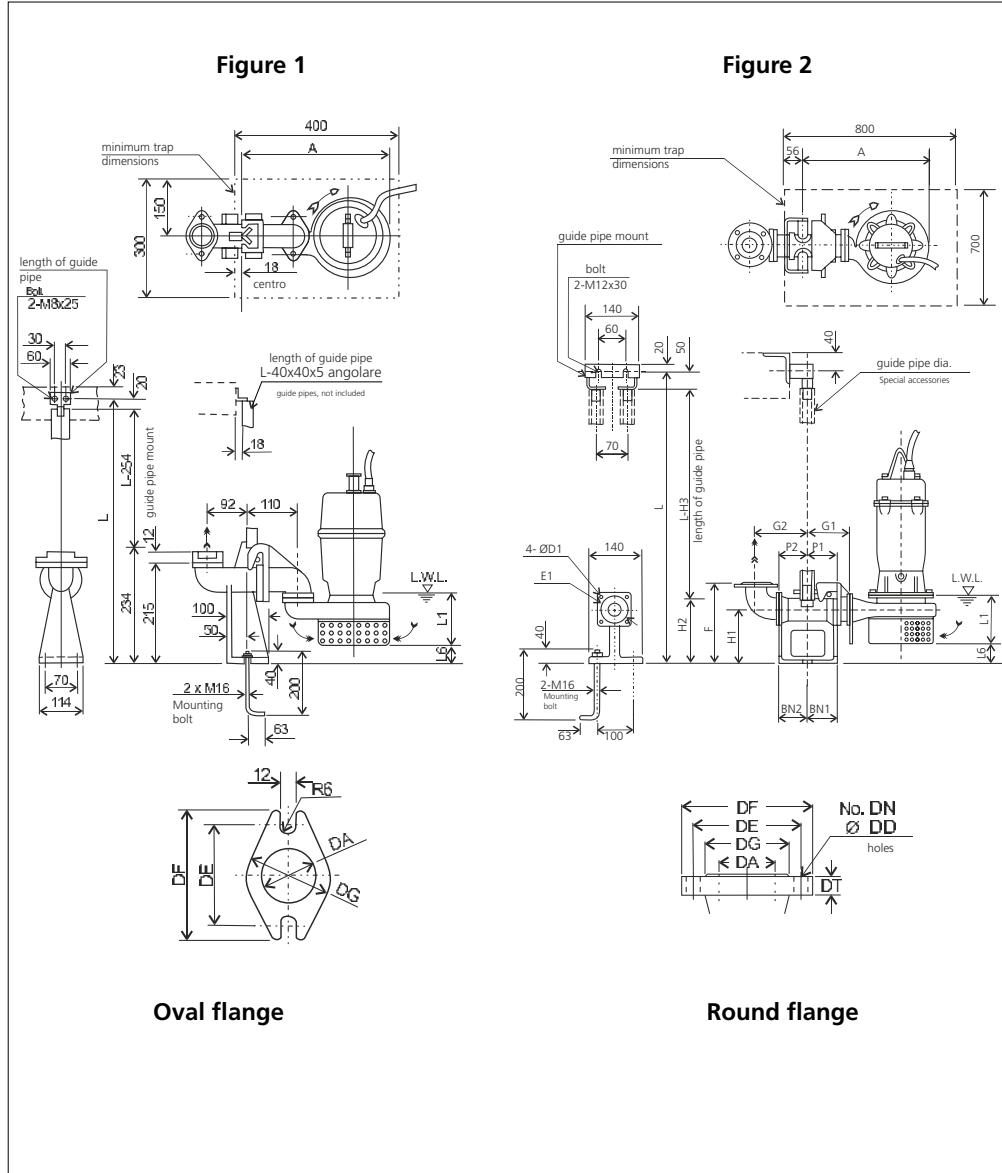 Figure 1
Figure 2
400
A
minimum trap
dimensions
150
300
18
centro
length of guide
pipe
Bolt
2-M8x25
30
60
23
20
length of guide pipe
L-40x40x5 angolare
guide pipes, not included
18
L
L-254
guide pipe mount
12
92
110
234
215
100
50
L.W.L.
L1
L6
40
200
70
114
2 x M16
Mounting
bolt
63
12
R6
DA
DG
DF
DE
Oval flange
800
56
A
minimum trap
dimensions
700
guide pipe mount
bolt
2-M12x30
140
60
20
50
40
guide pipe dia.
Special accessories
70
L
L-H3
length of guide pipe
4- ØD1
140
E1
H2
40
200
2-M16
Mounting
bolt
63
100
G2
G1
P2
P1
F
H1
L.W.L.
L1
L6
BN2
BN1
DF
DE
DG
DA
No. DN
Ø DD
holes
DT
Round flange